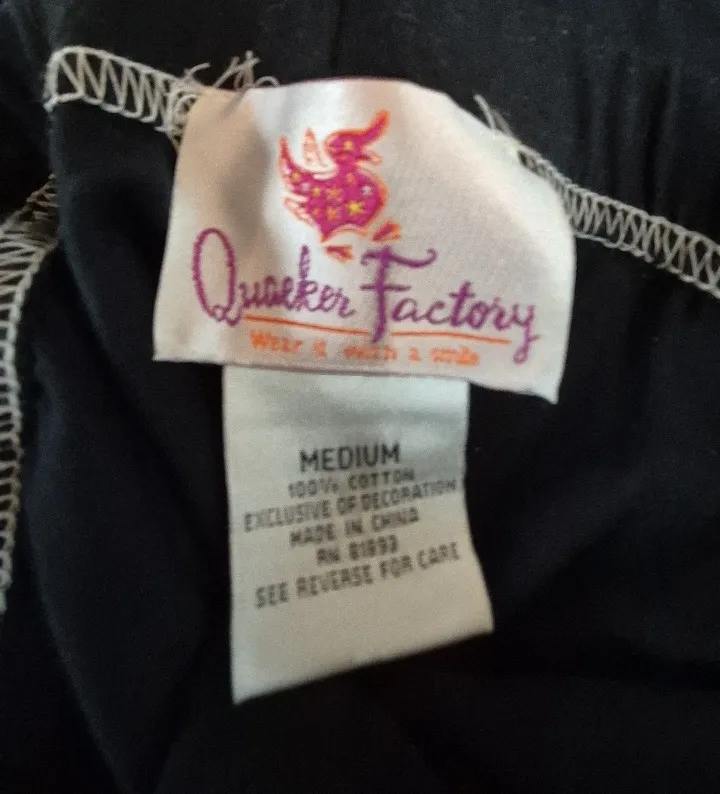 Quacker Factory
Wear it with a smile
MEDIUM
100% COTTON
EXCLUSIVE OF DECORATION
MADE IN CHINA
RN 81893
SEE REVERSE FOR CARE